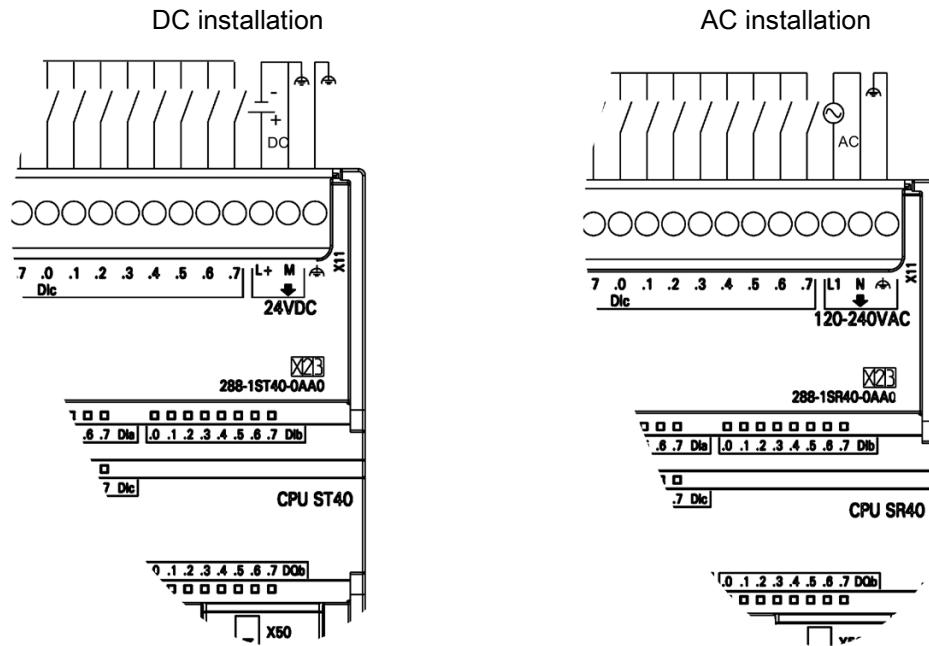 DC installation
-
+
DC
.7 .0 .1 .2 .3 .4 .5 .6 .7 L+ M
DIc
X11
24VDC
X23
288-1ST40-0AA0
.6 .7 DIa .0 .1 .2 .3 .4 .5 .6 .7 DIb
7 DIc
CPU ST40
.0 .1 .2 .3 .4 .5 .6 .7 DQb
X50
AC installation
AC
7 .0 .1 .2 .3 .4 .5 .6 .7 L1 N
DIc
X11
120-240VAC
X23
288-1SR40-0AA0
.6 .7 DIa .0 .1 .2 .3 .4 .5 .6 .7 DIb
.7 DIc
CPU SR40
.0 .1 .2 .3 .4 .5 .6 .7 DQb